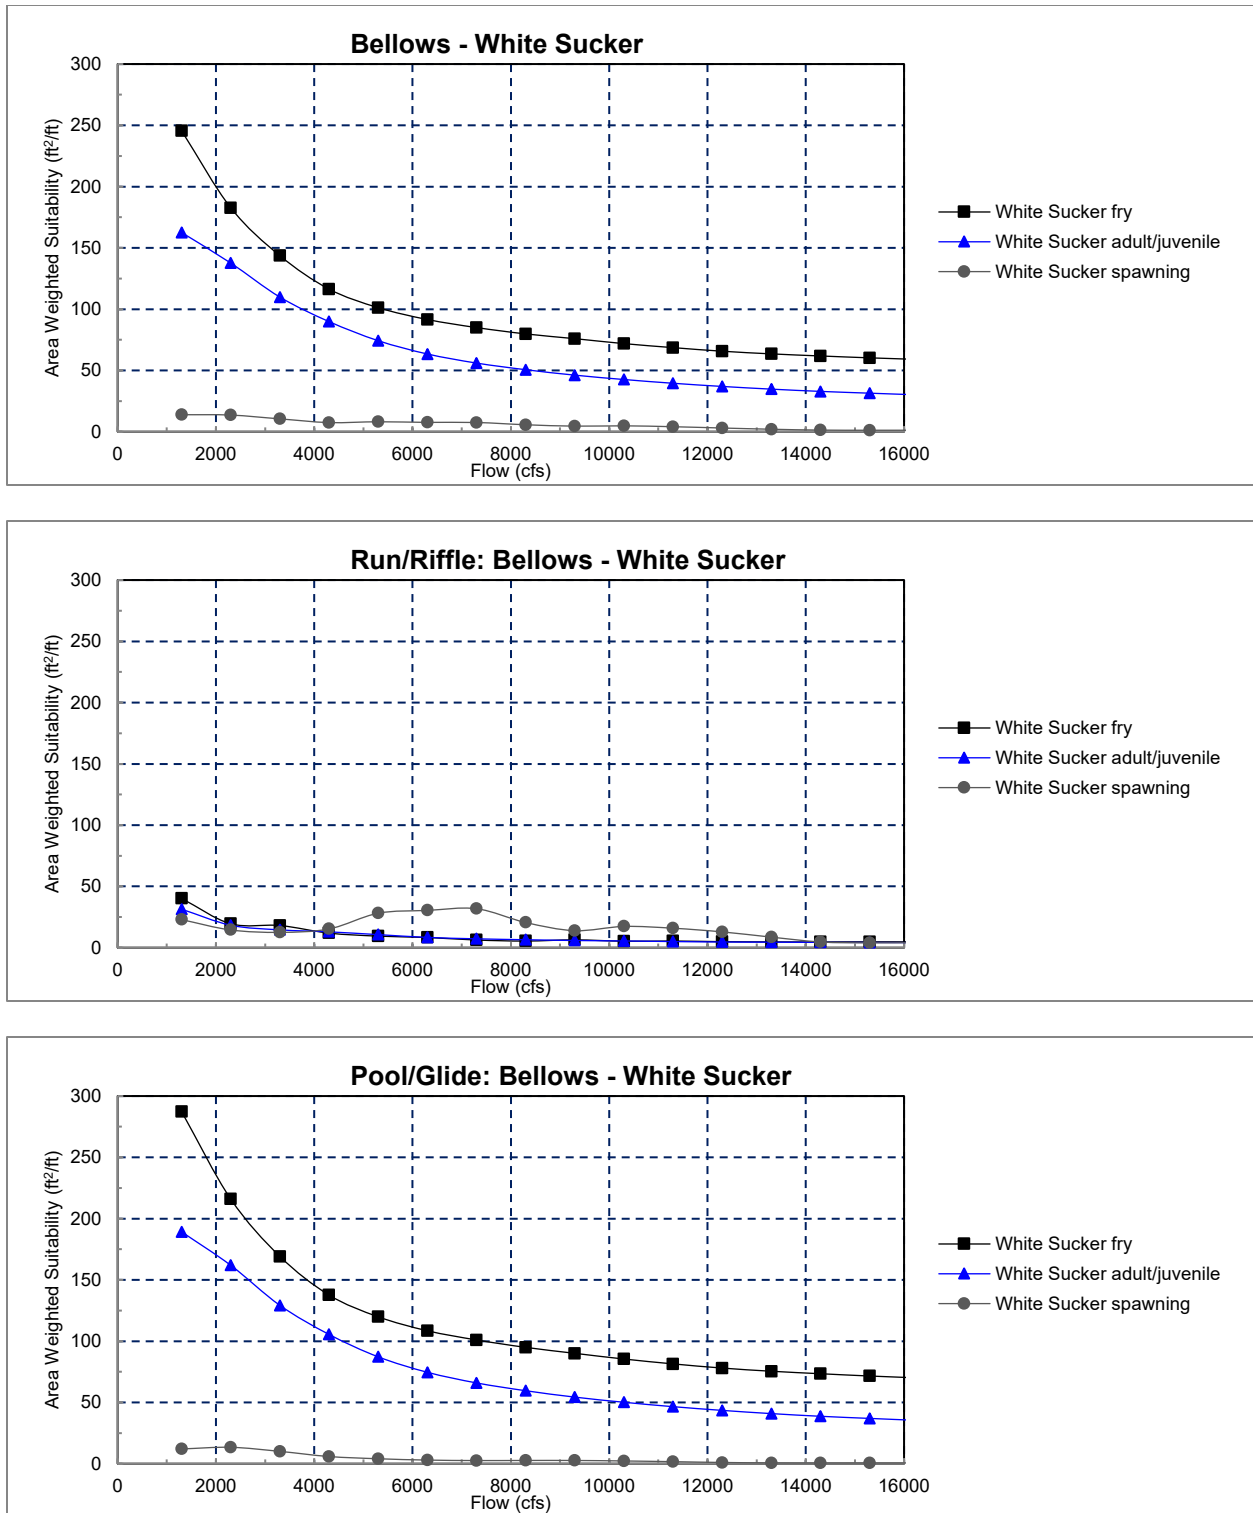 Bellows - White Sucker
Area Weighted Suitability (ft²/ft)
300
250
200
150
100
50
0
0 2000 4000 6000 8000 10000 12000 14000 16000
Flow (cfs)
White Sucker fry
White Sucker adult/juvenile
White Sucker spawning
Run/Riffle: Bellows - White Sucker
Area Weighted Suitability (ft²/ft)
300
250
200
150
100
50
0
0 2000 4000 6000 8000 10000 12000 14000 16000
Flow (cfs)
White Sucker fry
White Sucker adult/juvenile
White Sucker spawning
Pool/Glide: Bellows - White Sucker
Area Weighted Suitability (ft²/ft)
300
250
200
150
100
50
0
0 2000 4000 6000 8000 10000 12000 14000 16000
Flow (cfs)
White Sucker fry
White Sucker adult/juvenile
White Sucker spawning